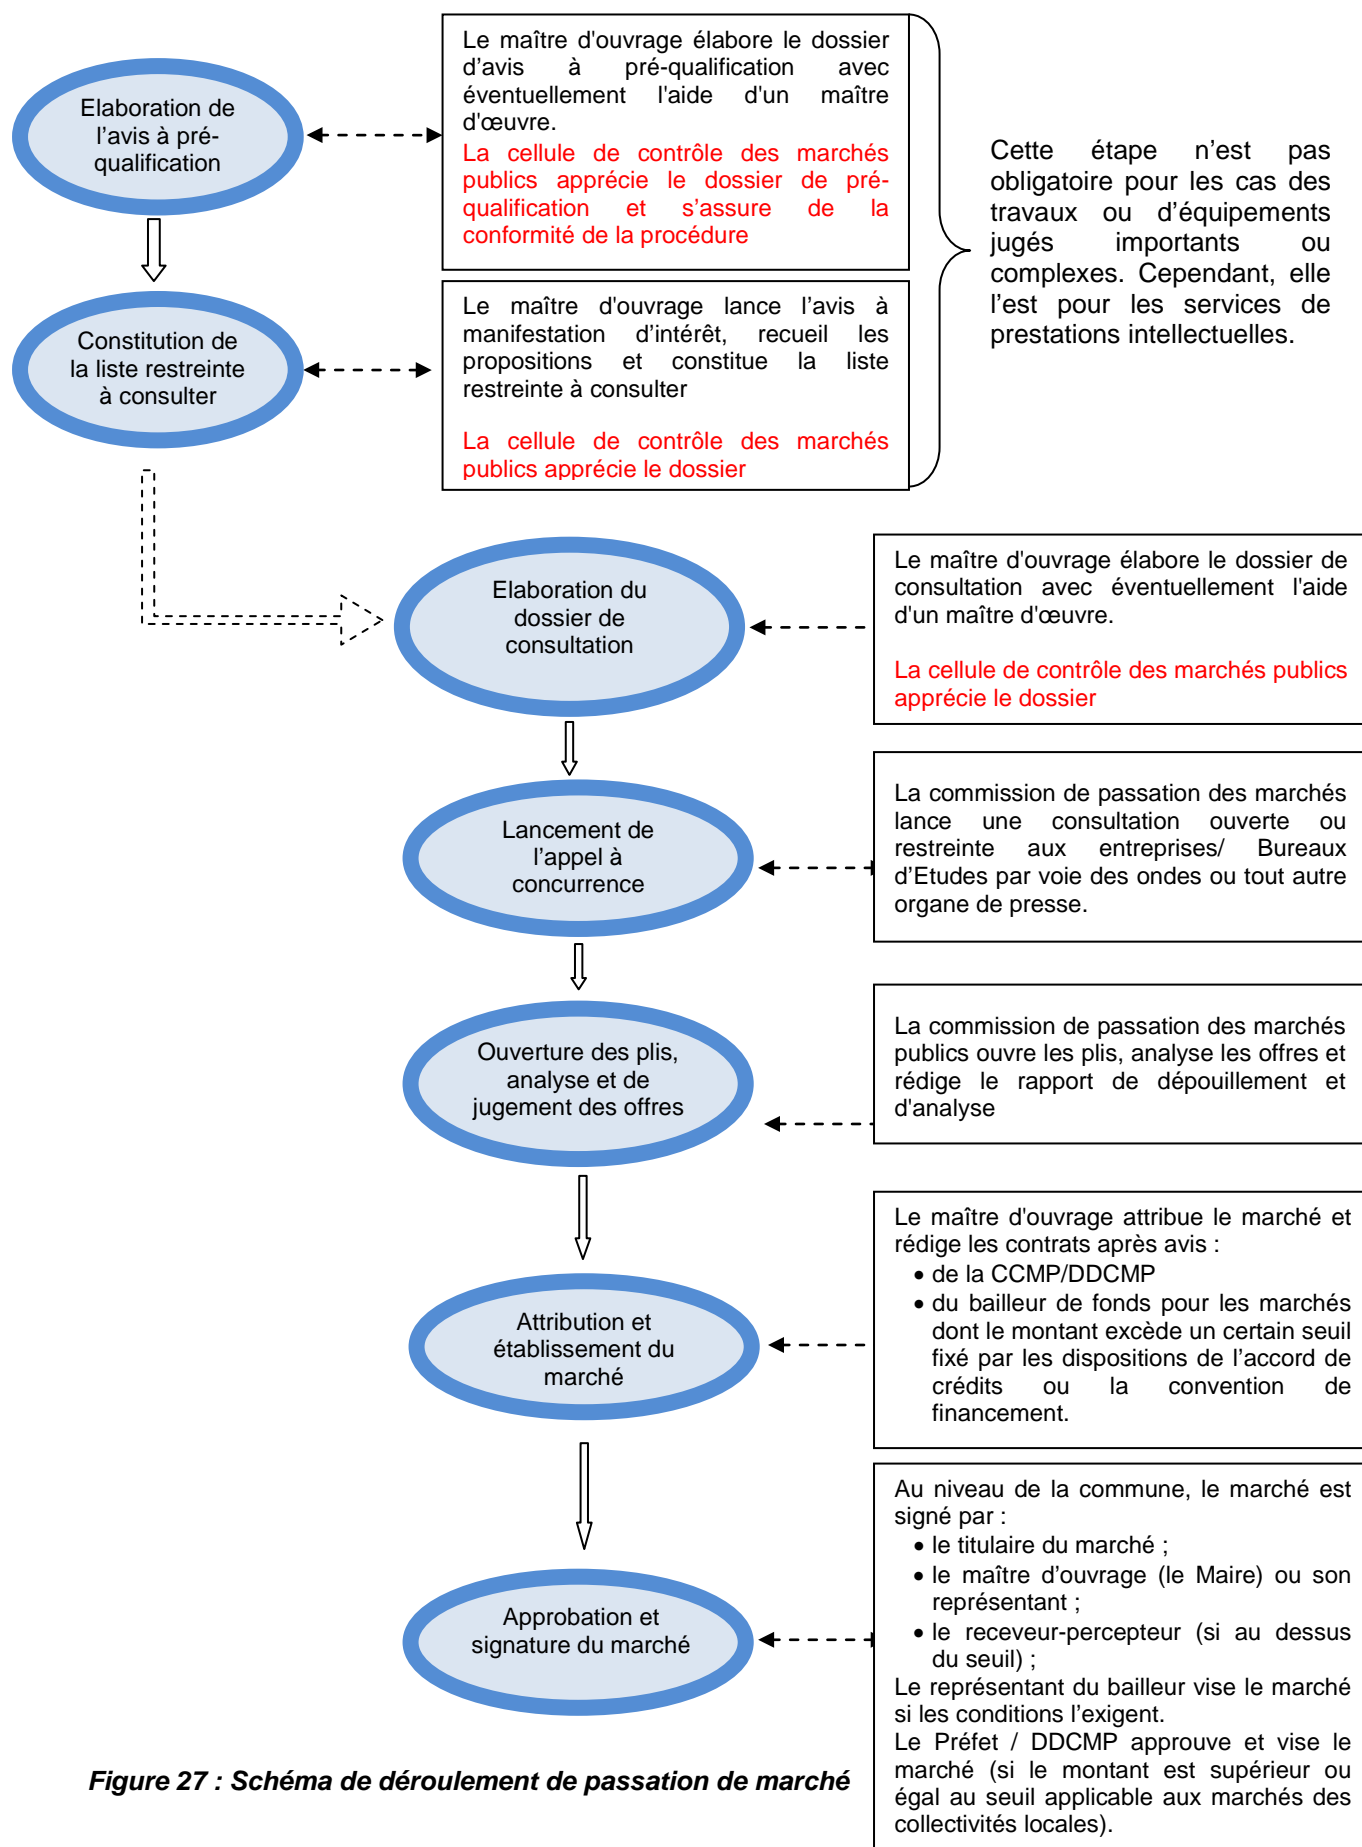 Elaboration de
l’avis à pré-
qualification
Le maître d'ouvrage élabore le dossier
d’avis à pré-qualification avec
éventuellement l'aide d'un maître
d'œuvre.
La cellule de contrôle des marchés
publics apprécie le dossier de pré-
qualification et s’assure de la
conformité de la procédure
Cette étape n’est pas
obligatoire pour les cas des
travaux ou d’équipements
jugés importants ou
complexes. Cependant, elle
l’est pour les services de
prestations intellectuelles.
Constitution de
la liste restreinte
à consulter
Le maître d'ouvrage lance l’avis à
manifestation d’intérêt, recueil les
propositions et constitue la liste
restreinte à consulter
La cellule de contrôle des marchés
publics apprécie le dossier
Elaboration du
dossier de
consultation
Le maître d'ouvrage élabore le dossier de
consultation avec éventuellement l'aide
d'un maître d’œuvre.
La cellule de contrôle des marchés publics
apprécie le dossier
Lancement de
l’appel à
concurrence
La commission de passation des marchés
lance une consultation ouverte ou
restreinte aux entreprises/ Bureaux
d’Etudes par voie des ondes ou tout autre
organe de presse.
Ouverture des plis,
analyse et de
jugement des offres
La commission de passation des marchés
publics ouvre les plis, analyse les offres et
rédige le rapport de dépouillement et
d'analyse
Attribution et
établissement du
marché
Le maître d'ouvrage attribue le marché et
rédige les contrats après avis :
• de la CCMP/DDCMP
• du bailleur de fonds pour les marchés
dont le montant excède un certain seuil
fixé par les dispositions de l’accord de
crédits ou la convention de
financement.
Approbation et
signature du marché
Au niveau de la commune, le marché est
signé par :
• le titulaire du marché ;
• le maître d’ouvrage (le Maire) ou son
représentant ;
• le receveur-percepteur (si au dessus
du seuil) ;
Le représentant du bailleur vise le marché
si les conditions l’exigent.
Le Préfet / DDCMP approuve et vise le
marché (si le montant est supérieur ou
égal au seuil applicable aux marchés des
collectivités locales).
Figure 27 : Schéma de déroulement de passation de marché